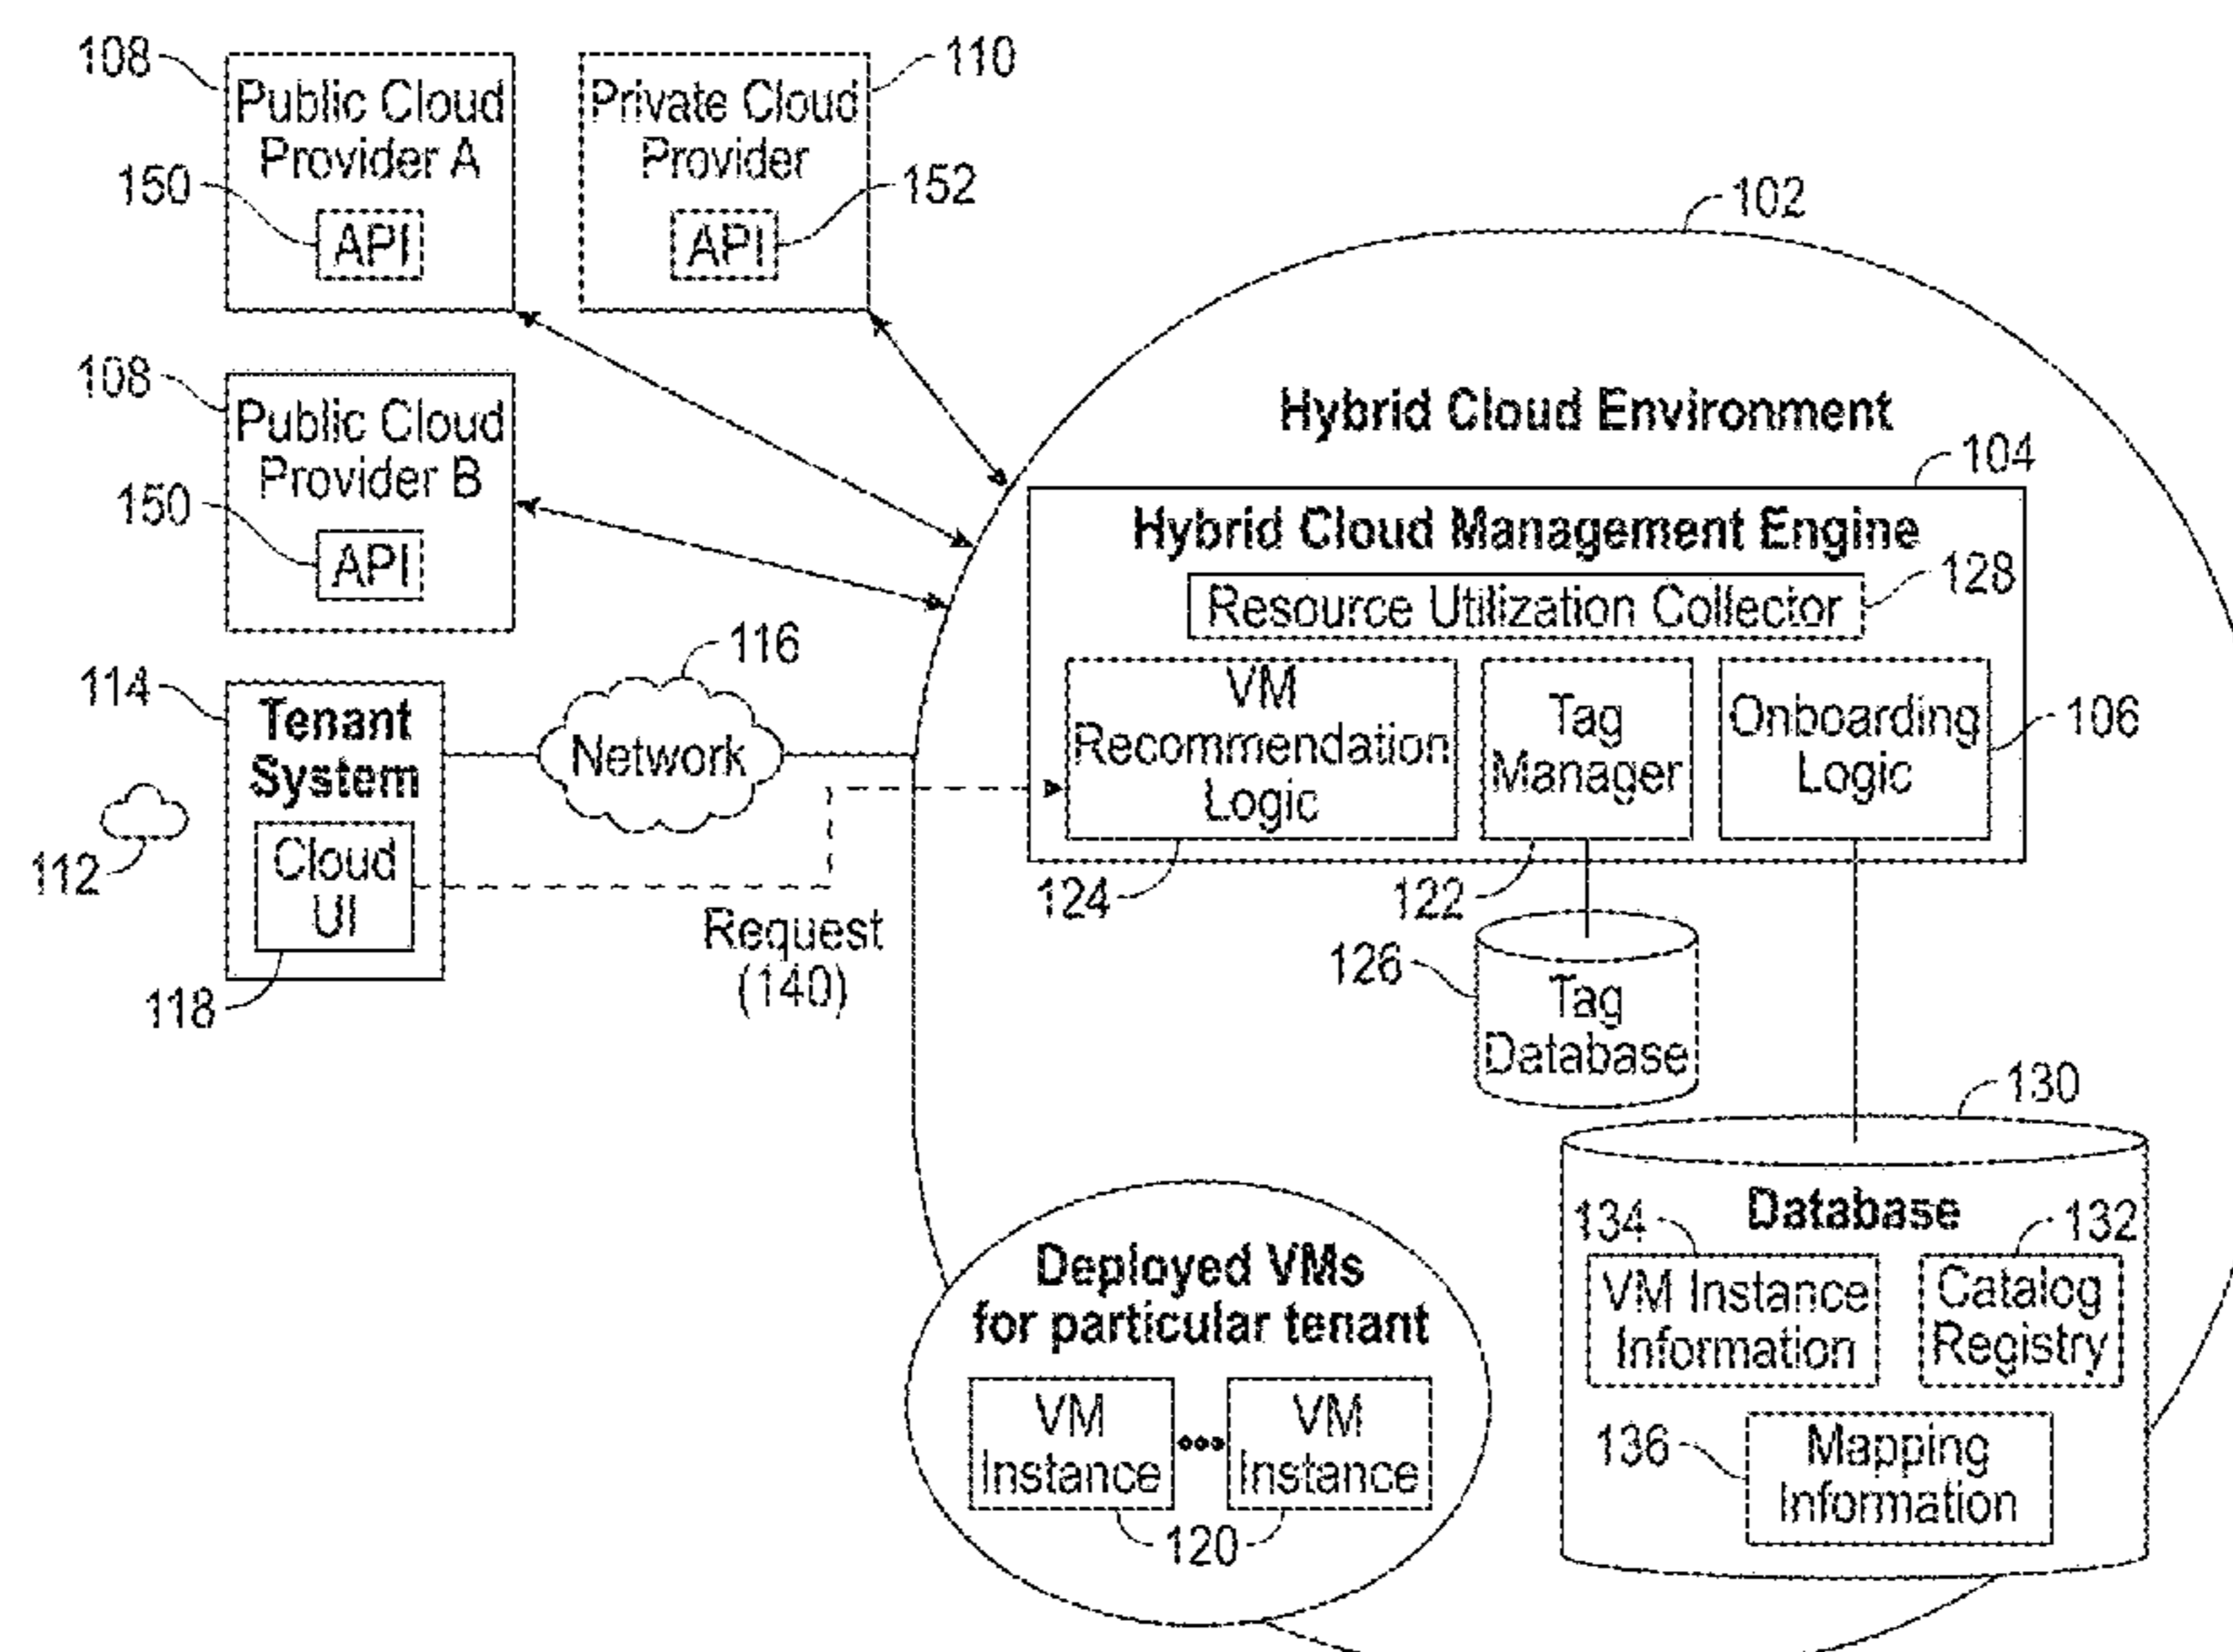 108
Public Cloud
Provider A
150
API
110
Private Cloud
Provider
152
API
108
Public Cloud
Provider B
150
API
102
Hybrid Cloud Environment
104
Hybrid Cloud Management Engine
128
Resource Utilization Collector
VM
Recommendation
Logic
124
Tag
Manager
122
Onboarding
Logic
106
114
Tenant
System
112
Cloud
UI
118
116
Network
Request
(140)
126
Tag
Database
130
Database
134
VM Instance
Information
132
Catalog
Registry
136
Mapping
Information
Deployed VMs
for particular tenant
VM
Instance
VM
Instance
120